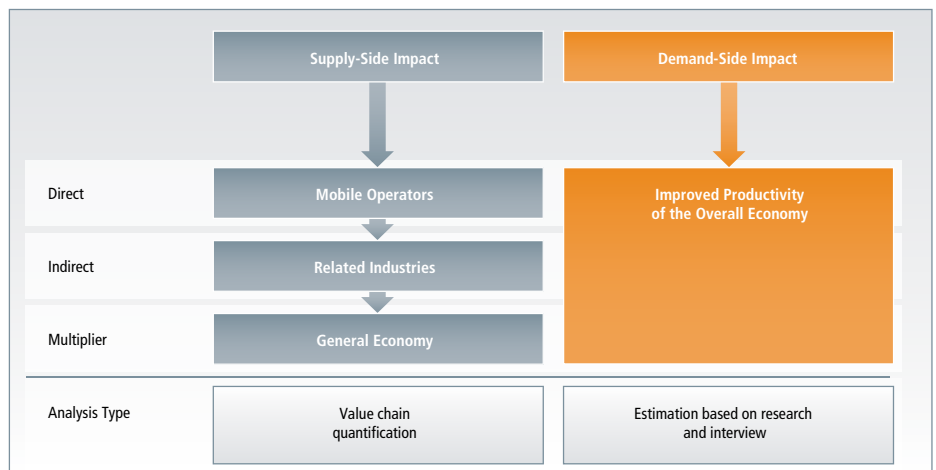 Supply-Side Impact
Demand-Side Impact
Direct
Mobile Operators
Improved Productivity
of the Overall Economy
Indirect
Related Industries
Multiplier
General Economy
Analysis Type
Value chain
quantification
Estimation based on research
and interview